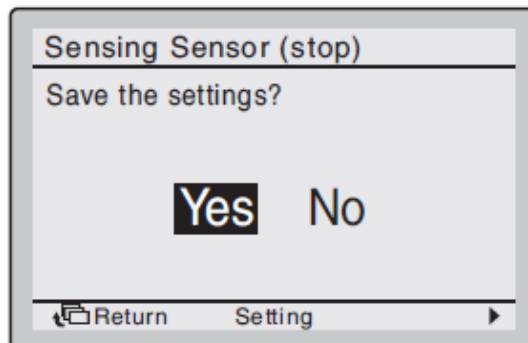 Sensing Sensor (stop)
Save the settings?
Yes No
Return Setting